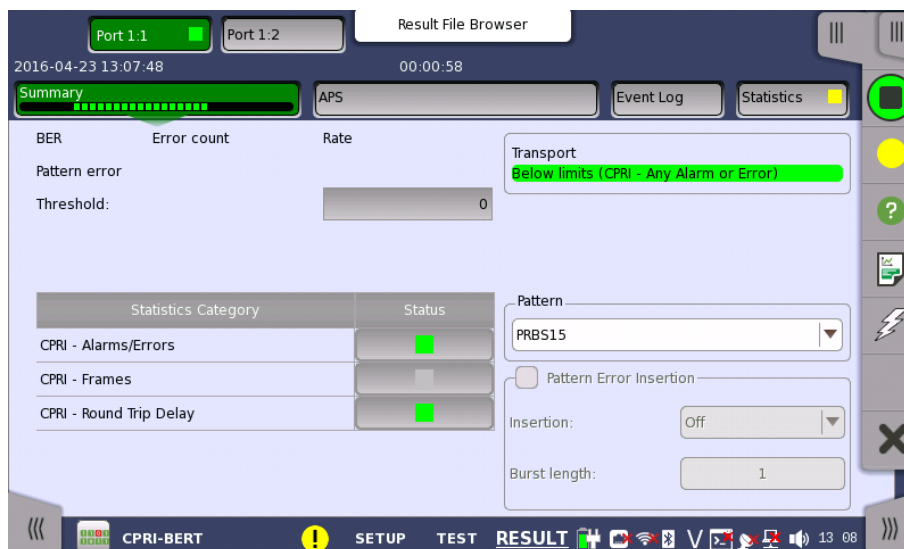 Result File Browser
Port 1:1
Port 1:2
2016-04-23 13:07:48
00:00:58
Summary
APS
Event Log
Statistics
BER
Error count
Rate
Pattern error
Threshold:
0
Transport
Below limits (CPRI - Any Alarm or Error)
Statistics Category
Status
CPRI - Alarms/Errors
CPRI - Frames
CPRI - Round Trip Delay
Pattern
PRBS15
Pattern Error Insertion
Insertion:
Off
Burst length:
1
CPRI-BERT
SETUP
TEST
RESULT
V
13 08